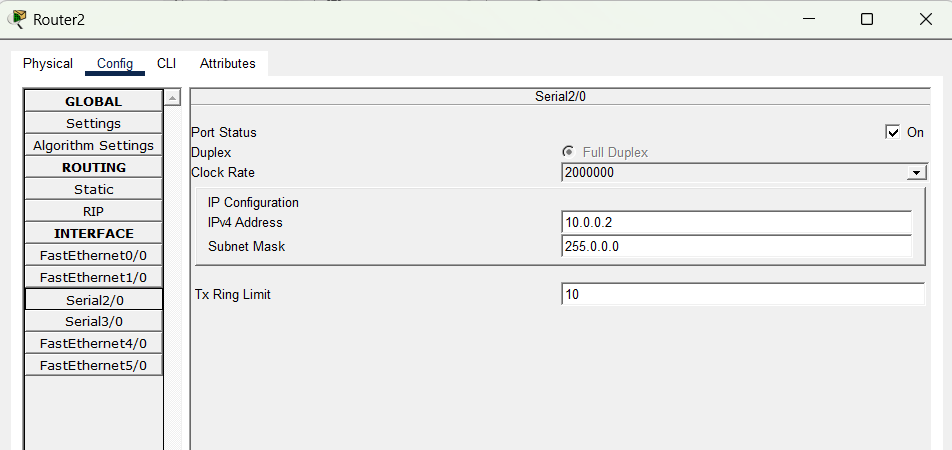 Router2
Physical Config CLI Attributes
GLOBAL
Settings
Algorithm Settings
ROUTING
Static
RIP
INTERFACE
FastEthernet0/0
FastEthernet1/0
Serial2/0
Serial3/0
FastEthernet4/0
FastEthernet5/0
Serial2/0
Port Status On
Duplex Full Duplex
Clock Rate 2000000
IP Configuration
IPv4 Address 10.0.0.2
Subnet Mask 255.0.0.0
Tx Ring Limit 10